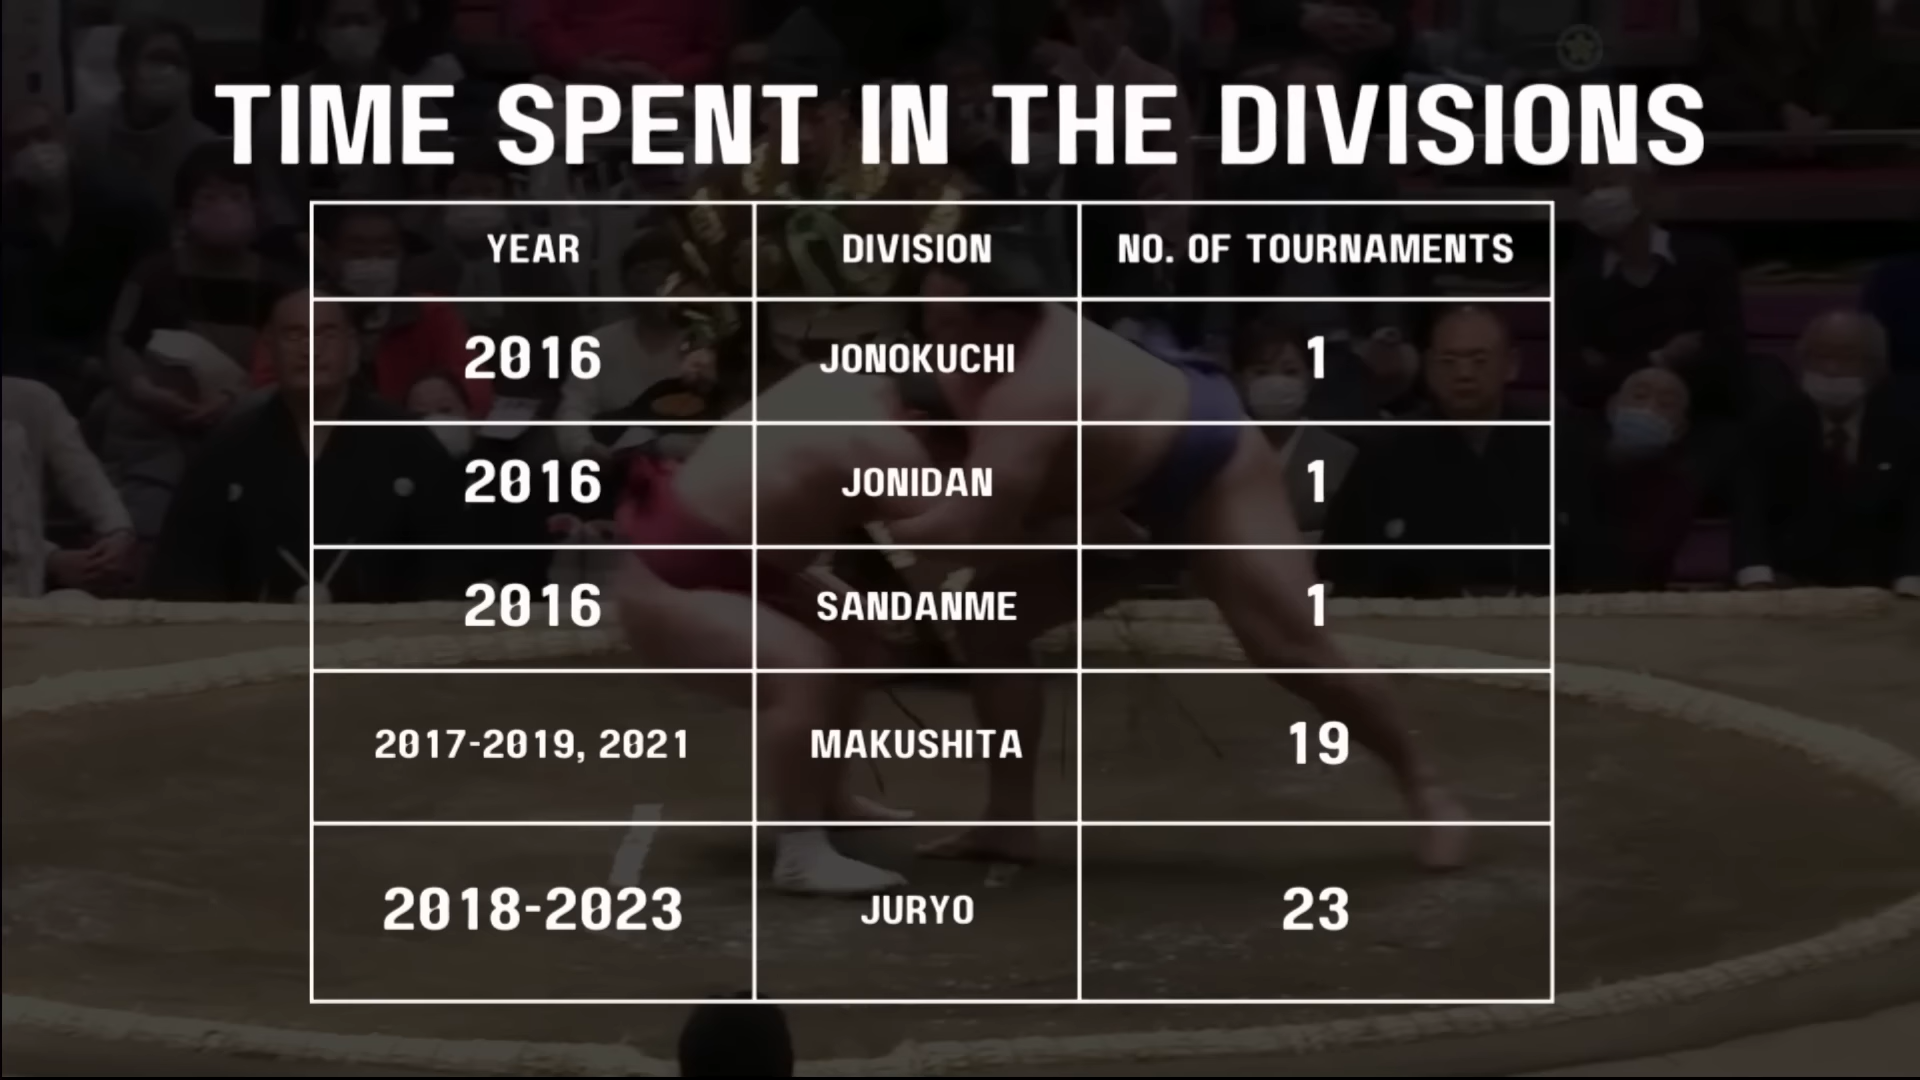 TIME SPENT IN THE DIVISIONS
YEAR DIVISION NO. OF TOURNAMENTS
2016 JONOKUCHI 1
2016 JONIDAN 1
2016 SANDANME 1
2017-2019, 2021 MAKUSHITA 19
2018-2023 JURYO 23